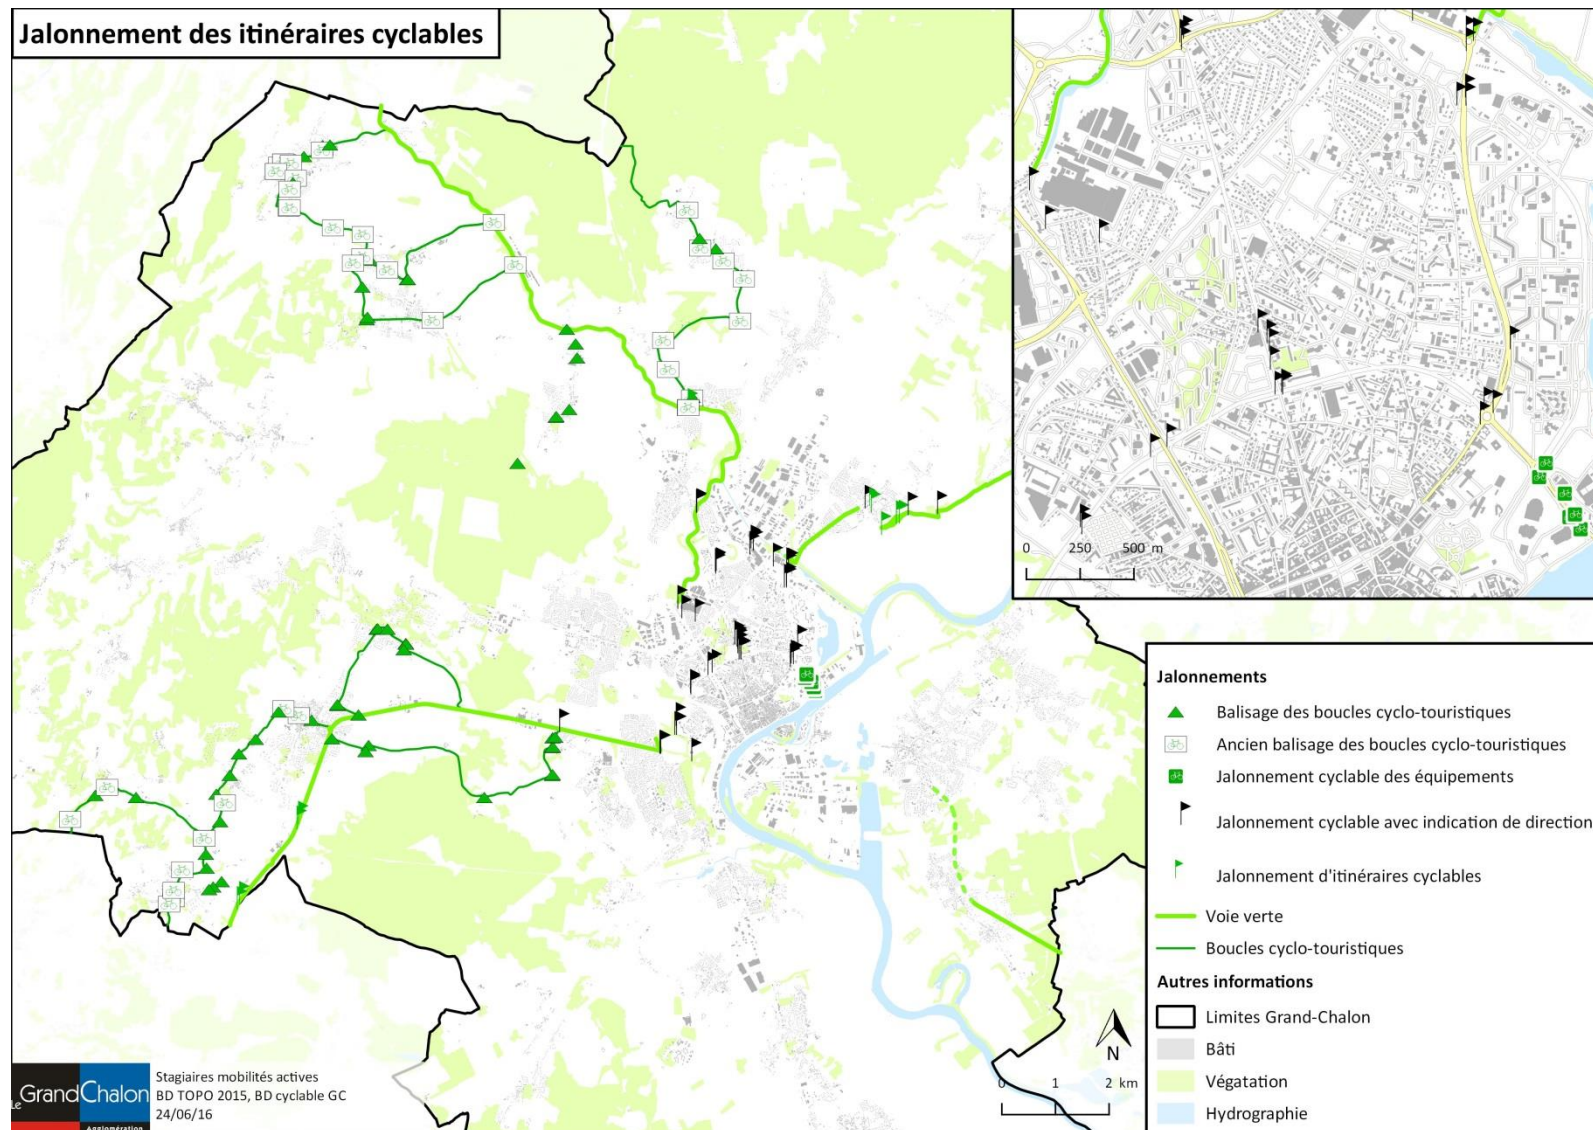 Jalonnement des itinéraires cyclables
0 250 500 m
Jalonnements
Balisage des boucles cyclo-touristiques
Ancien balisage des boucles cyclo-touristiques
Jalonnement cyclable des équipements
Jalonnement cyclable avec indication de direction
Jalonnement d'itinéraires cyclables
Voie verte
Boucles cyclo-touristiques
Autres informations
Limites Grand-Chalon
Bâti
Végatation
Hydrographie
N
0 1 2 km
Le GrandChalon
Agglomération
Stagiaires mobilités actives
BD TOPO 2015, BD cyclable GC
24/06/16